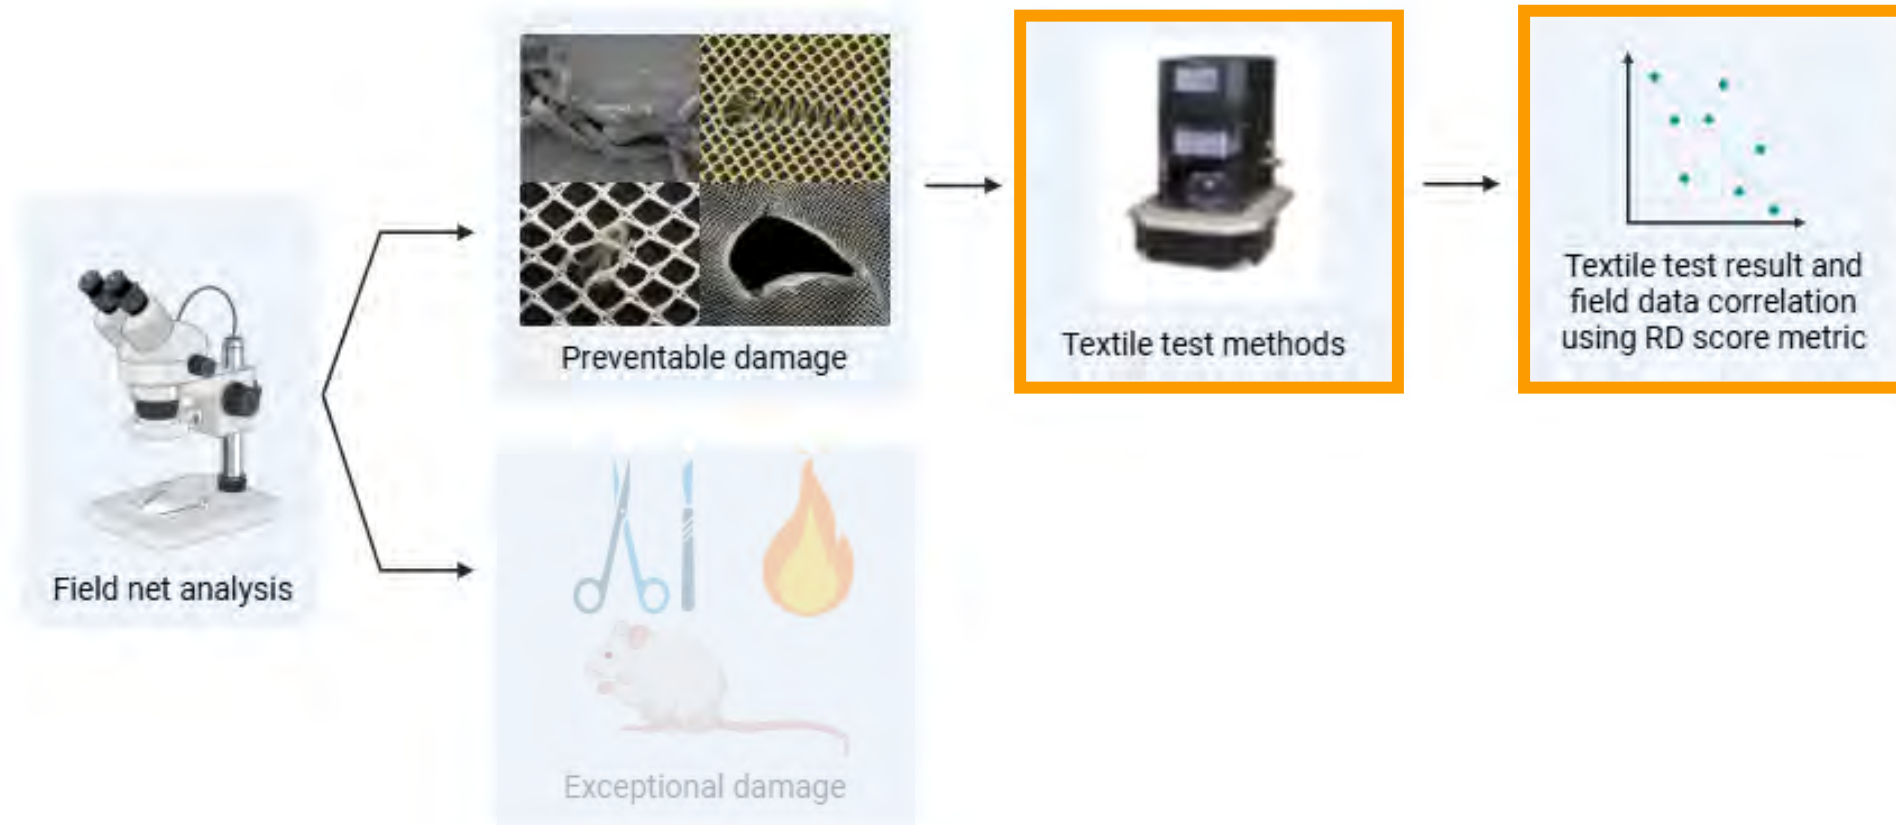 Field net analysis
Preventable damage
Exceptional damage
Textile test methods
Textile test result and
field data correlation
using RD score metric